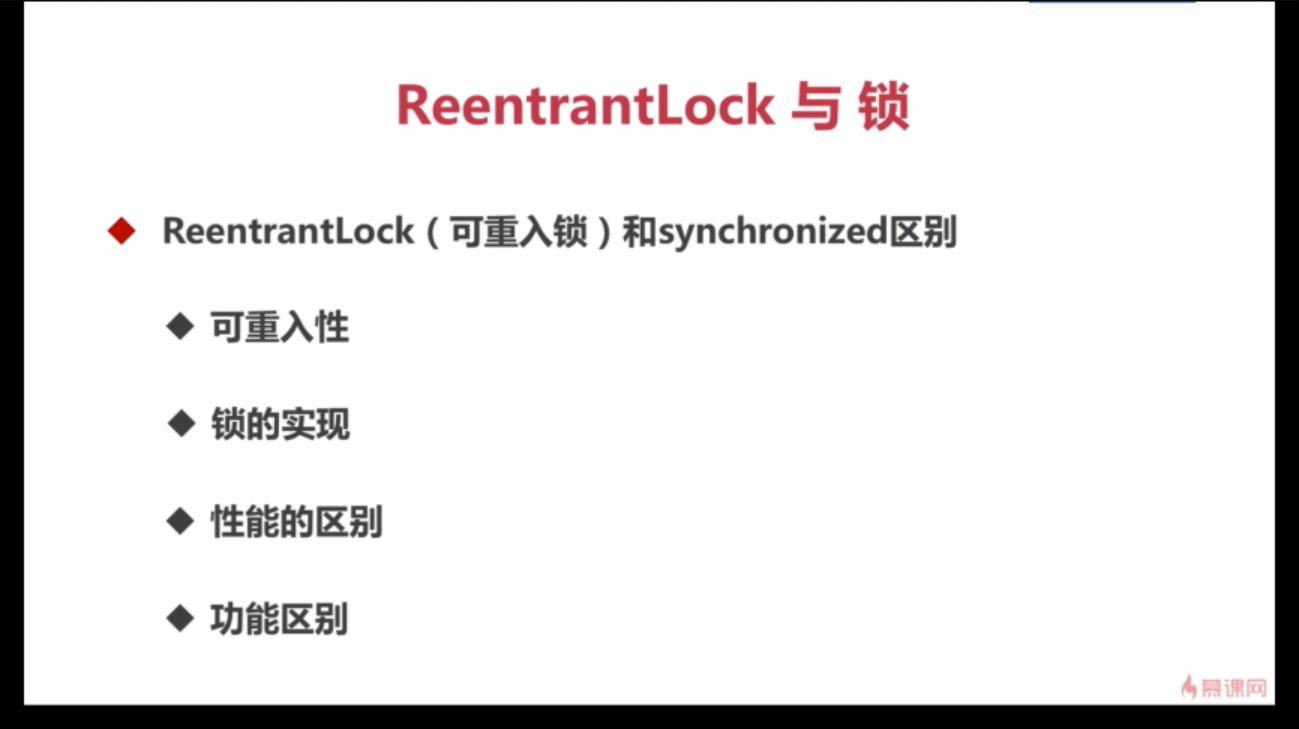 ReentrantLock 与 锁
ReentrantLock（可重入锁）和synchronized区别
可重入性
锁的实现
性能的区别
功能区别
慕课网